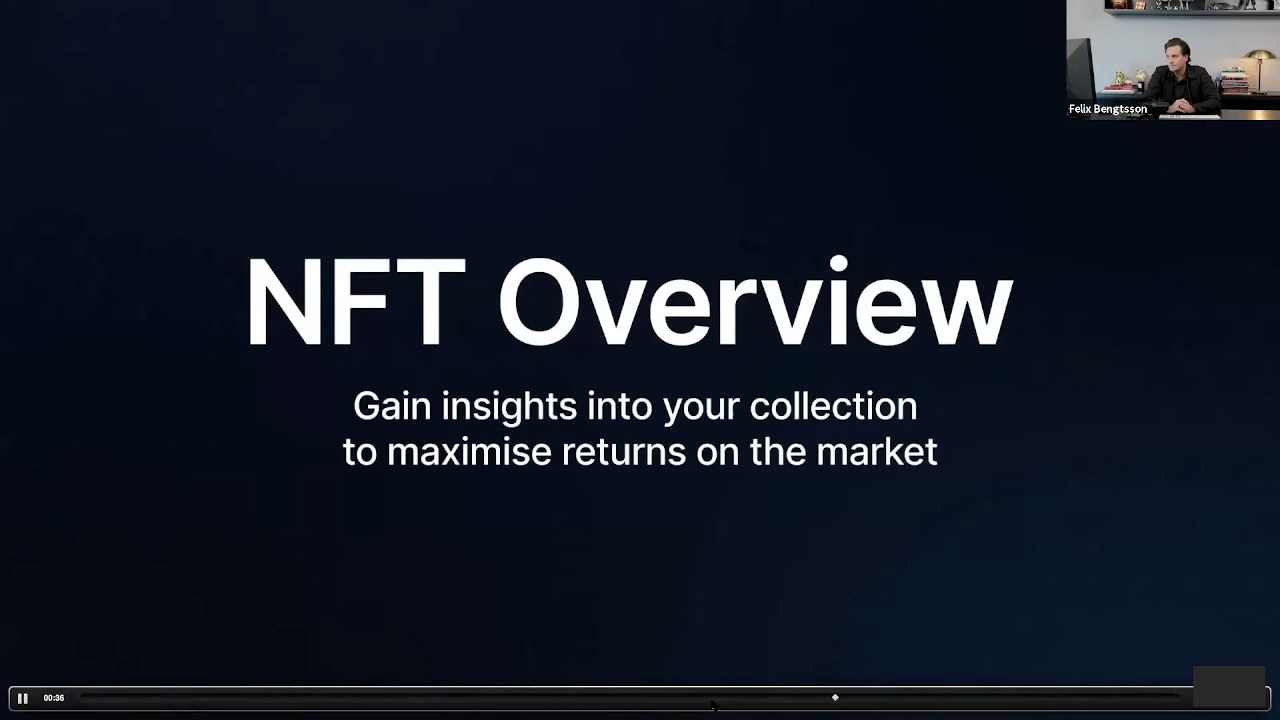 Felix Bengtsson
NFT Overview
Gain insights into your collection
to maximise returns on the market
00:36